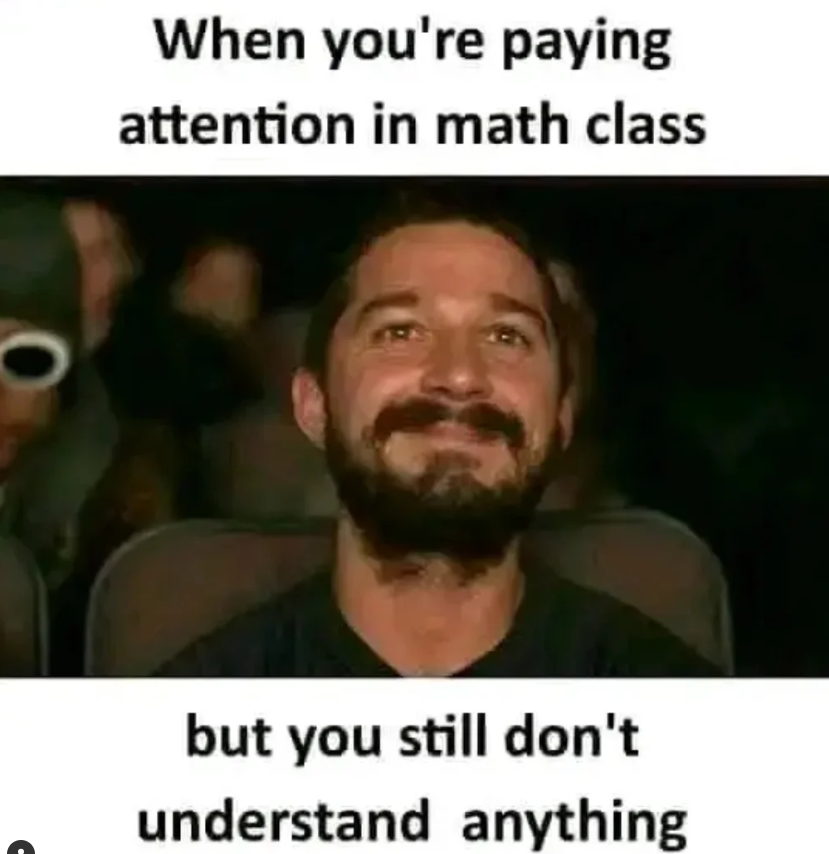 When you're paying
attention in math class
but you still don't
understand anything